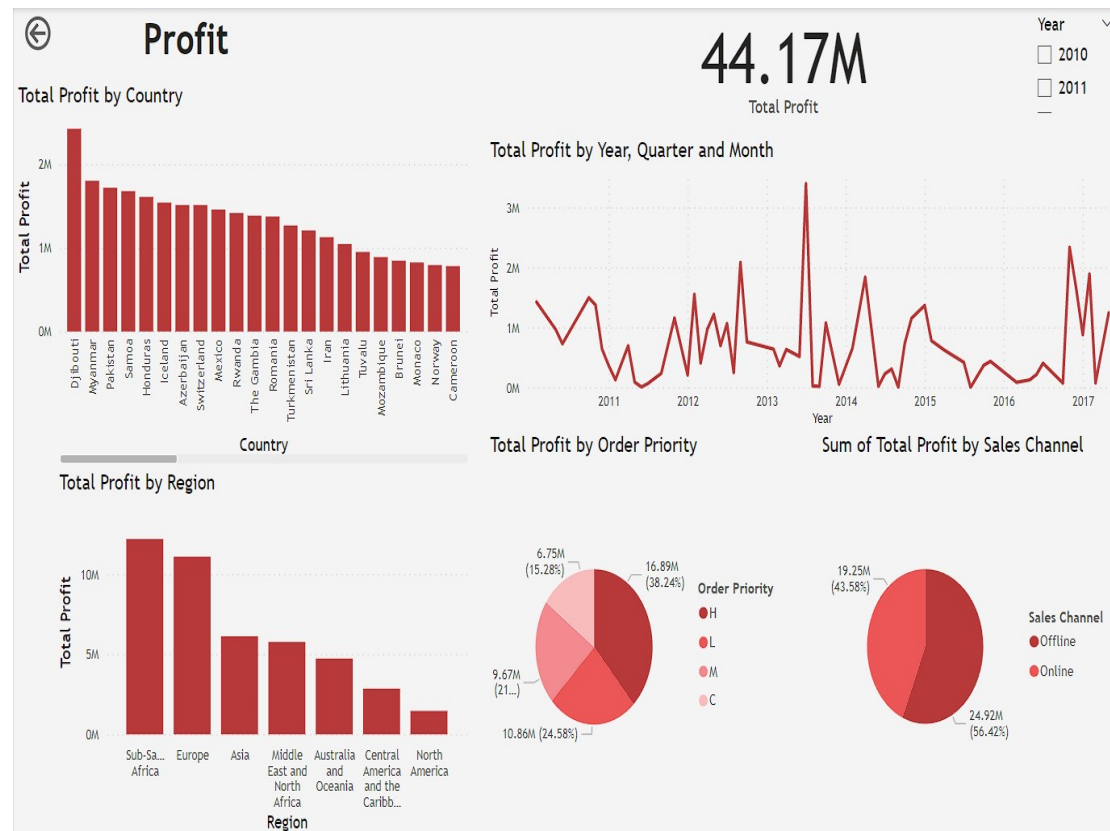 Profit
44.17M
Total Profit
Year
2010
2011
Total Profit by Country
Total Profit
2M
1M
0M
Djibouti
Myanmar
Pakistan
Samoa
Honduras
Iceland
Azerbaijan
Switzerland
Mexico
Rwanda
The Gambia
Romania
Turkmenistan
Sri Lanka
Iran
Lithuania
Tuvalu
Mozambique
Brunei
Monaco
Norway
Cameroon
Country
Total Profit by Year, Quarter and Month
Total Profit
3M
2M
1M
0M
2011 2012 2013 2014 2015 2016 2017
Year
Total Profit by Region
Total Profit
10M
5M
0M
Sub-Sa...
Africa
Europe
Asia
Middle
East and
North
Africa
Australia
and
Oceania
Central
America
and the
Caribb...
North
America
Region
Total Profit by Order Priority
6.75M
(15.28%)
16.89M
(38.24%)
9.67M
(21...)
10.86M (24.58%)
Order Priority
H
L
M
C
Sum of Total Profit by Sales Channel
19.25M
(43.58%)
24.92M
(56.42%)
Sales Channel
Offline
Online